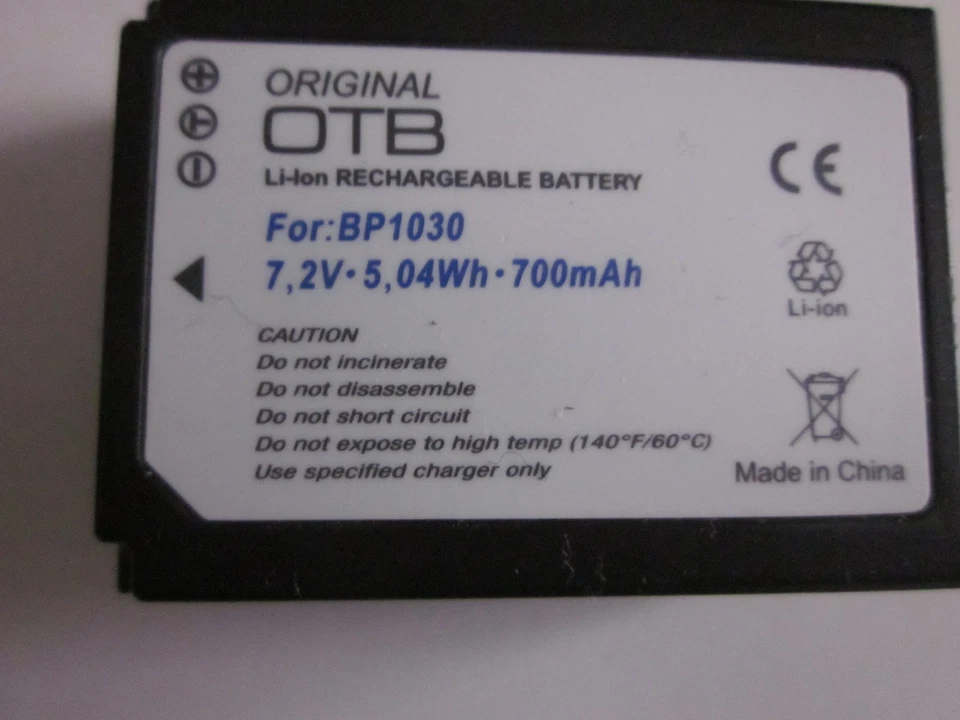 ORIGINAL
OTB
Li-Ion RECHARGEABLE BATTERY
For:BP1030
7,2V•5,04Wh•700mAh
CAUTION
Do not incinerate
Do not disassemble
Do not short circuit
Do not expose to high temp (140°F/60°C)
Use specified charger only
CE
Li-ion
Made in China